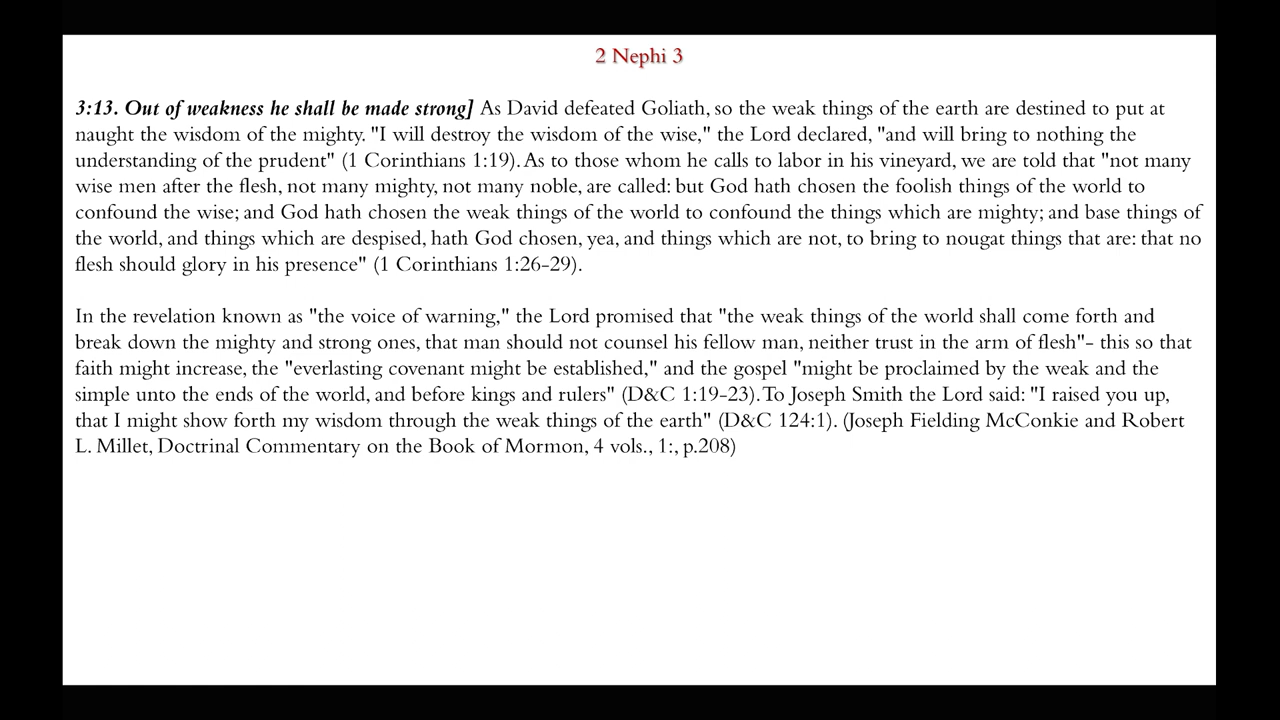 2 Nephi 3
3:13. Out of weakness he shall be made strong] As David defeated Goliath, so the weak things of the earth are destined to put at
naught the wisdom of the mighty. "I will destroy the wisdom of the wise," the Lord declared, "and will bring to nothing the
understanding of the prudent" (1 Corinthians 1:19). As to those whom he calls to labor in his vineyard, we are told that "not many
wise men after the flesh, not many mighty, not many noble, are called: but God hath chosen the foolish things of the world to
confound the wise; and God hath chosen the weak things of the world to confound the things which are mighty; and base things of
the world, and things which are despised, hath God chosen, yea, and things which are not, to bring to nougat things that are: that no
flesh should glory in his presence" (1 Corinthians 1:26-29).
In the revelation known as "the voice of warning," the Lord promised that "the weak things of the world shall come forth and
break down the mighty and strong ones, that man should not counsel his fellow man, neither trust in the arm of flesh"- this so that
faith might increase, the "everlasting covenant might be established," and the gospel "might be proclaimed by the weak and the
simple unto the ends of the world, and before kings and rulers" (D&C 1:19-23). To Joseph Smith the Lord said: "I raised you up,
that I might show forth my wisdom through the weak things of the earth" (D&C 124:1). (Joseph Fielding McConkie and Robert
L. Millet, Doctrinal Commentary on the Book of Mormon, 4 vols., 1:, p.208)